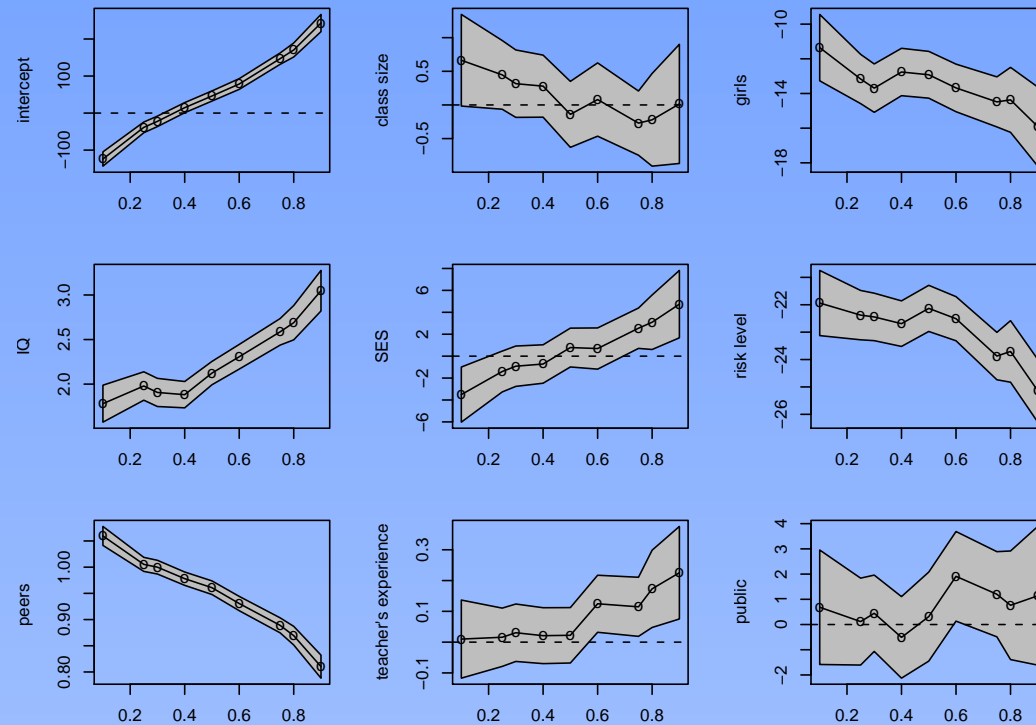 intercept
-100
100
0.2 0.4 0.6 0.8
class size
-0.5
0.5
0.2 0.4 0.6 0.8
girls
-18
-14
-10
0.2 0.4 0.6 0.8
IQ
2.0
2.5
3.0
0.2 0.4 0.6 0.8
SES
-6
-2
2
6
0.2 0.4 0.6 0.8
risk level
-26
-24
-22
0.2 0.4 0.6 0.8
peers
0.80
0.90
1.00
0.2 0.4 0.6 0.8
teacher's experience
-0.1
0.1
0.3
0.2 0.4 0.6 0.8
public
-2
0
1
2
3
4
0.2 0.4 0.6 0.8